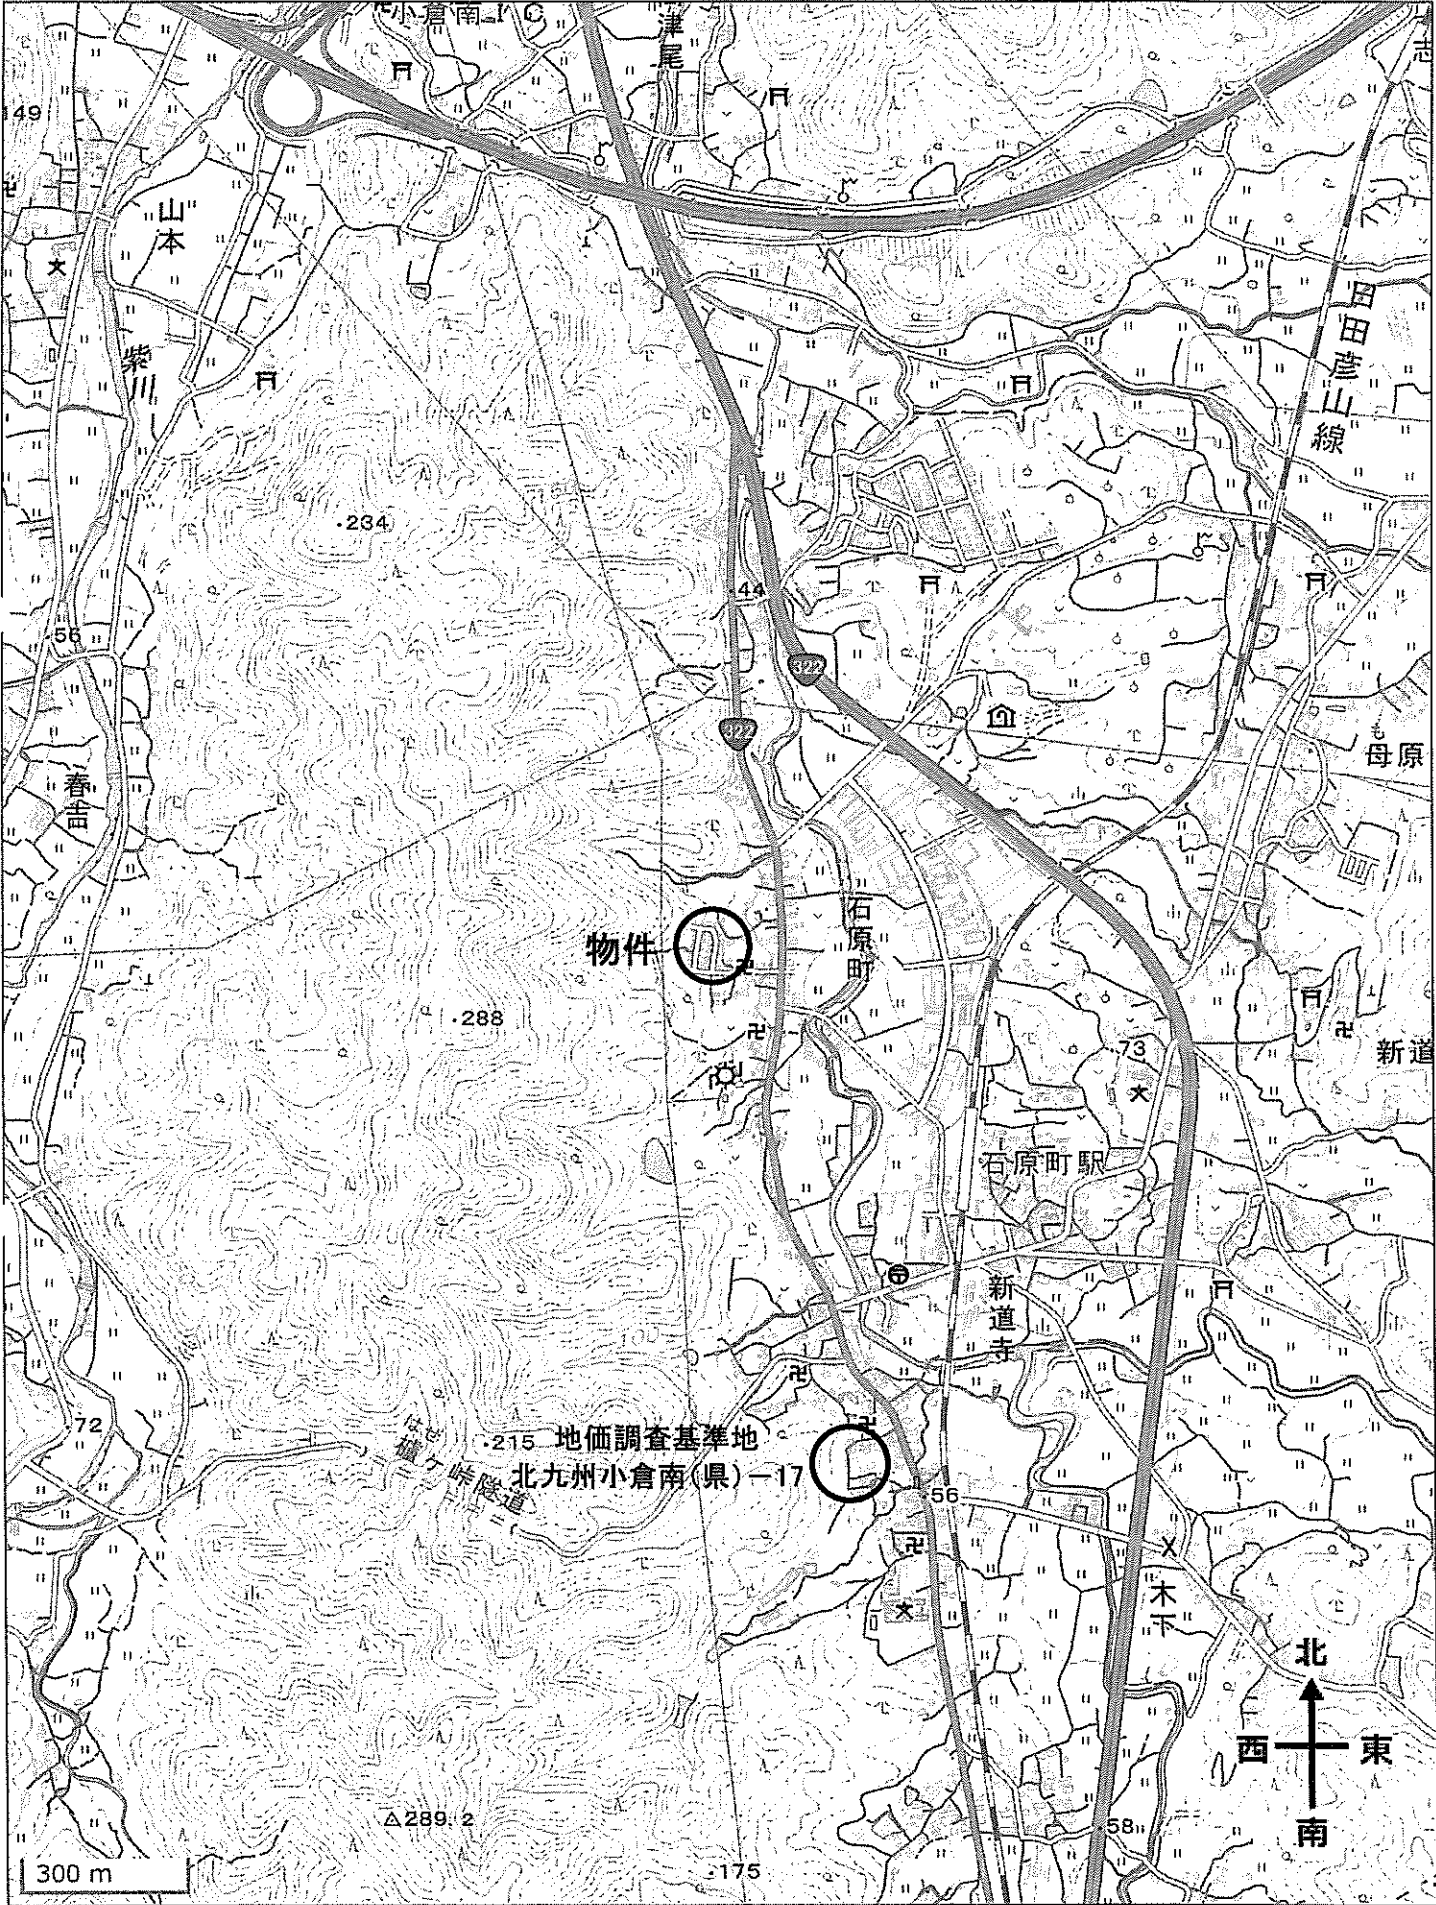 小倉南IC
津尾
志
149
山本
紫川
日田彦山線
234
44
56
322
322
も
母原
春吉
石原町
物件
288
73
新道
石原町駅
新道寺
72
はぜ
櫨ヶ峠隧道
215
地価調査基準地
北九州小倉南(県)－17
56
木下
北
西
東
南
289.2
58
175
300 m